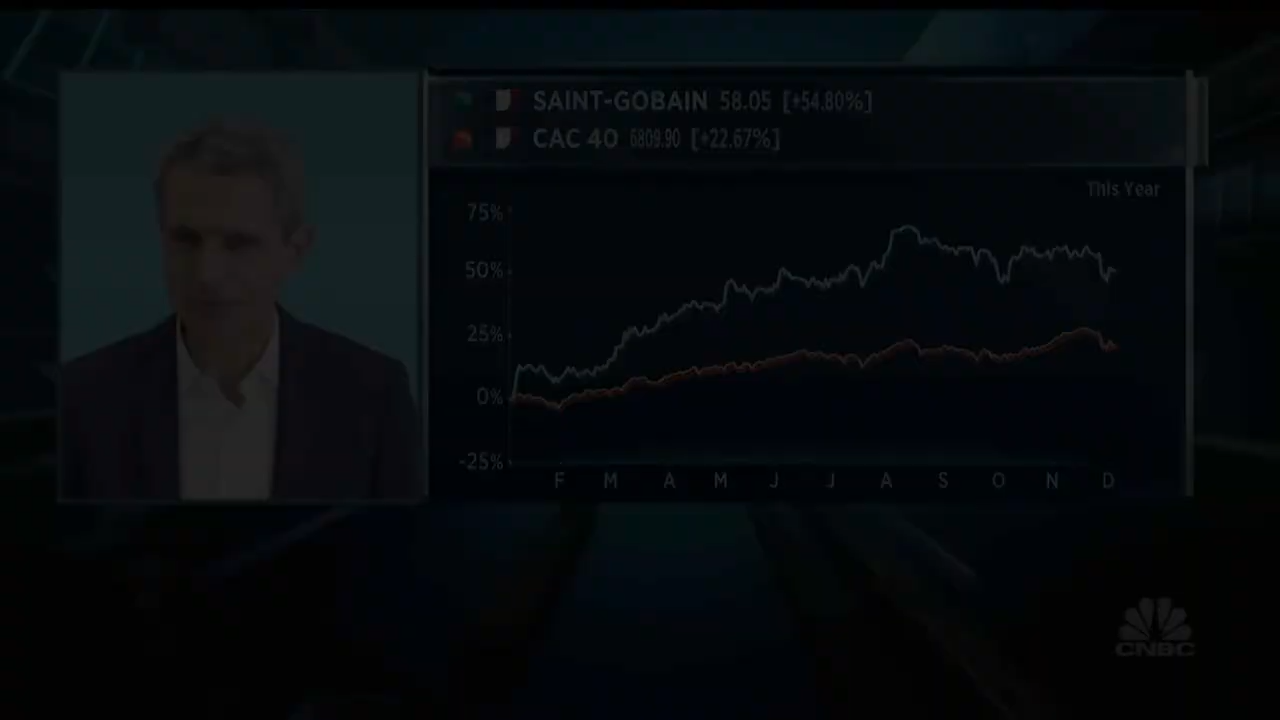 SAINT-GOBAIN 58.05 [+54.80%]
CAC 40 6809.90 [+22.67%]
This Year
75%
50%
25%
0%
-25%
F M A M J J A S O N D
CNBC